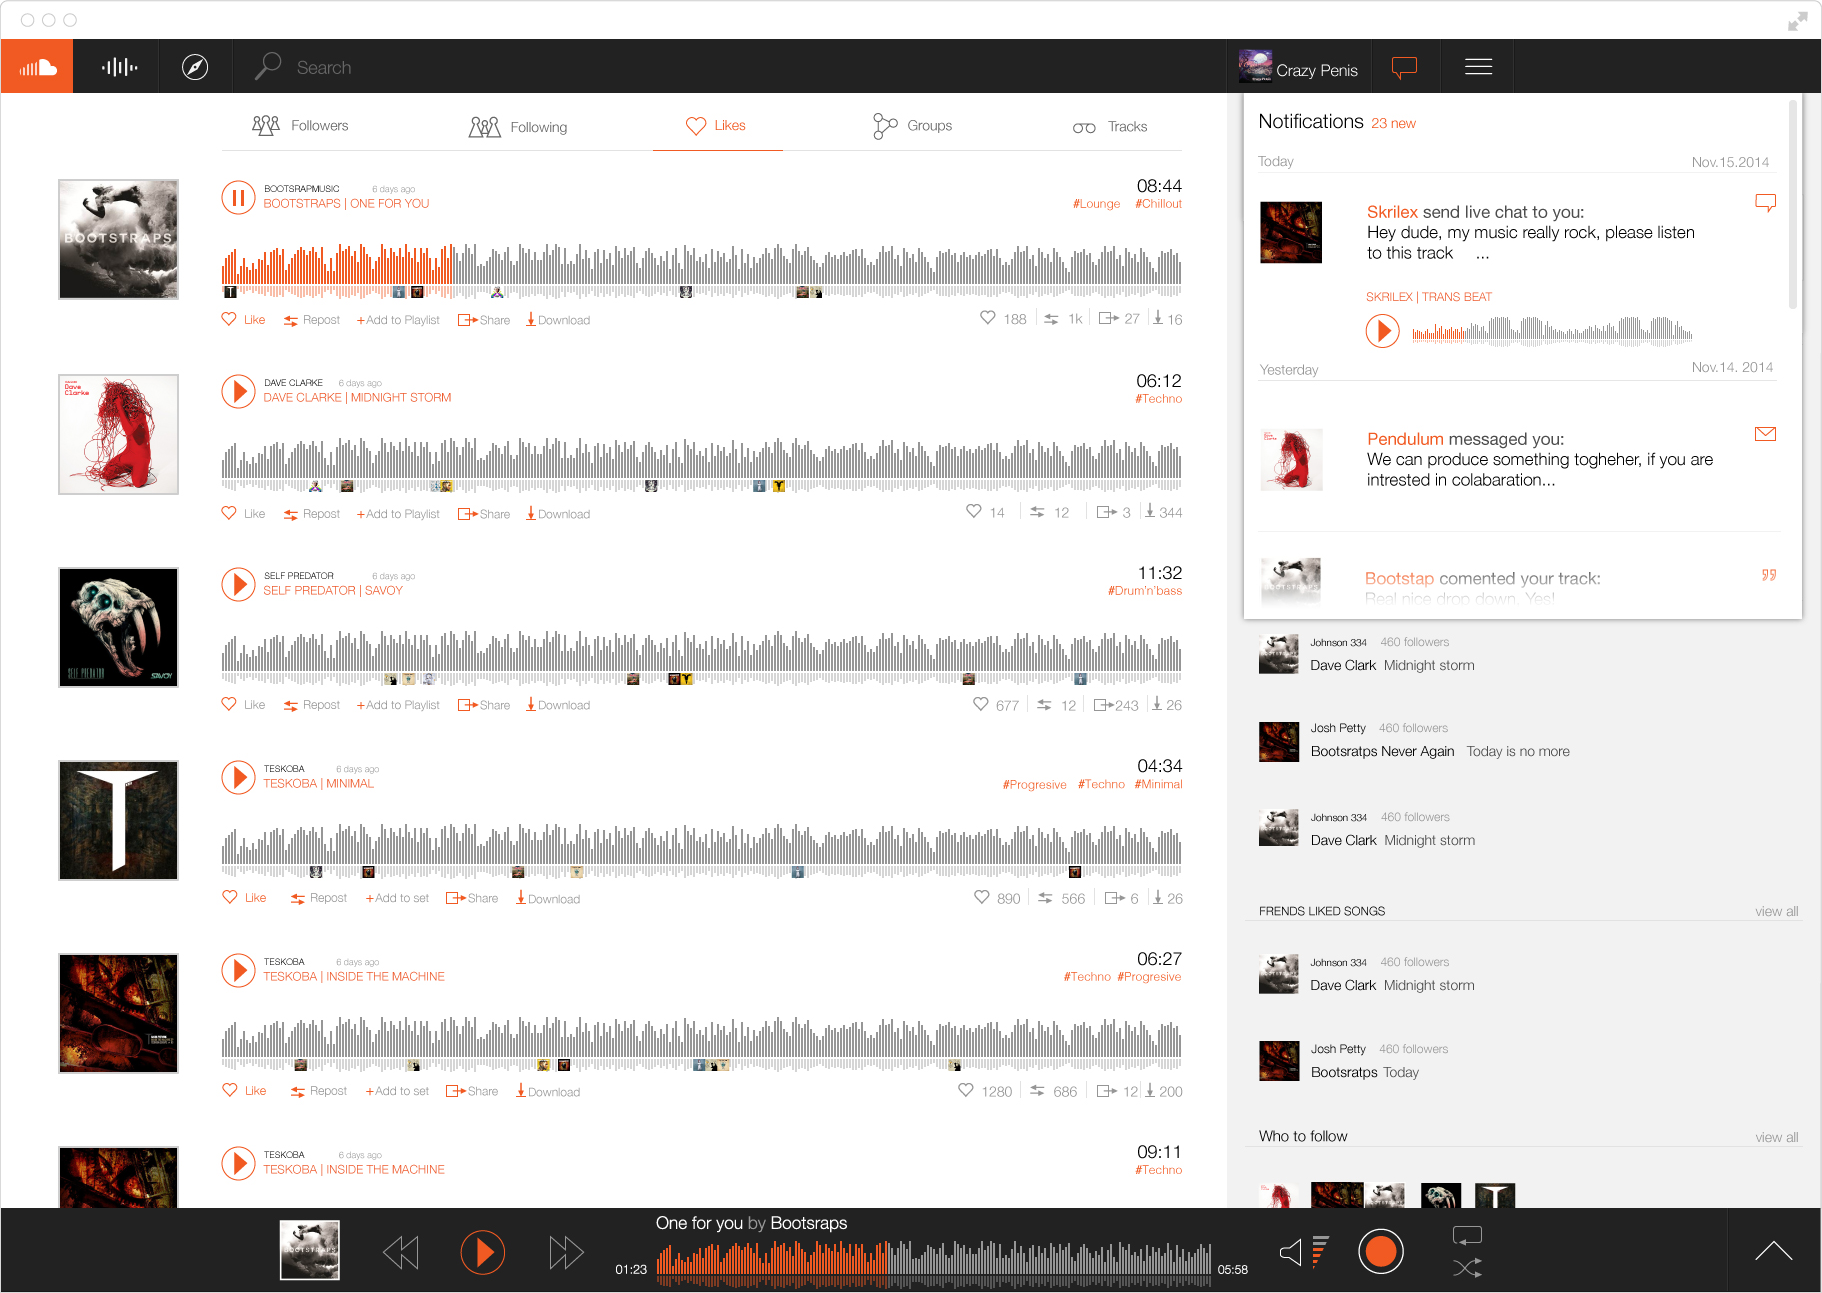 Search
Crazy Penis
Followers
Following
Likes
Groups
Tracks
BOOTSTRAPS
BOOTSRAPMUSIC 6 days ago
BOOTSTRAPS | ONE FOR YOU
08:44
#Lounge #Chillout
Like Repost +Add to Playlist Share Download
188 1k 27 16
Dave
Clarke
DAVE CLARKE 6 days ago
DAVE CLARKE | MIDNIGHT STORM
06:12
#Techno
Like Repost +Add to Playlist Share Download
14 12 3 344
SELF PREDATOR SAVOY
SELF PREDATOR 6 days ago
SELF PREDATOR | SAVOY
11:32
#Drum'n'bass
Like Repost +Add to Playlist Share Download
677 12 243 26
TESKOBA 6 days ago
TESKOBA | MINIMAL
04:34
#Progresive #Techno #Minimal
Like Repost +Add to set Share Download
890 566 6 26
TESKOBA 6 days ago
TESKOBA | INSIDE THE MACHINE
06:27
#Techno #Progresive
Like Repost +Add to set Share Download
1280 686 12 200
TESKOBA 6 days ago
TESKOBA | INSIDE THE MACHINE
09:11
#Techno
Notifications 23 new
Today Nov.15.2014
Skrilex send live chat to you:
Hey dude, my music really rock, please listen
to this track ...
SKRILEX | TRANS BEAT
Yesterday Nov.14. 2014
Pendulum messaged you:
We can produce something togheher, if you are
intrested in colabaration...
Bootstap comented your track:
Real nice drop down. Yes!
Johnson 334 460 followers
Dave Clark Midnight storm
Josh Petty 460 followers
Bootsratps Never Again Today is no more
Johnson 334 460 followers
Dave Clark Midnight storm
FRENDS LIKED SONGS view all
Johnson 334 460 followers
Dave Clark Midnight storm
Josh Petty 460 followers
Bootsratps Today
Who to follow view all
BOOTSTRAPS
One for you by Bootsraps
01:23
05:58